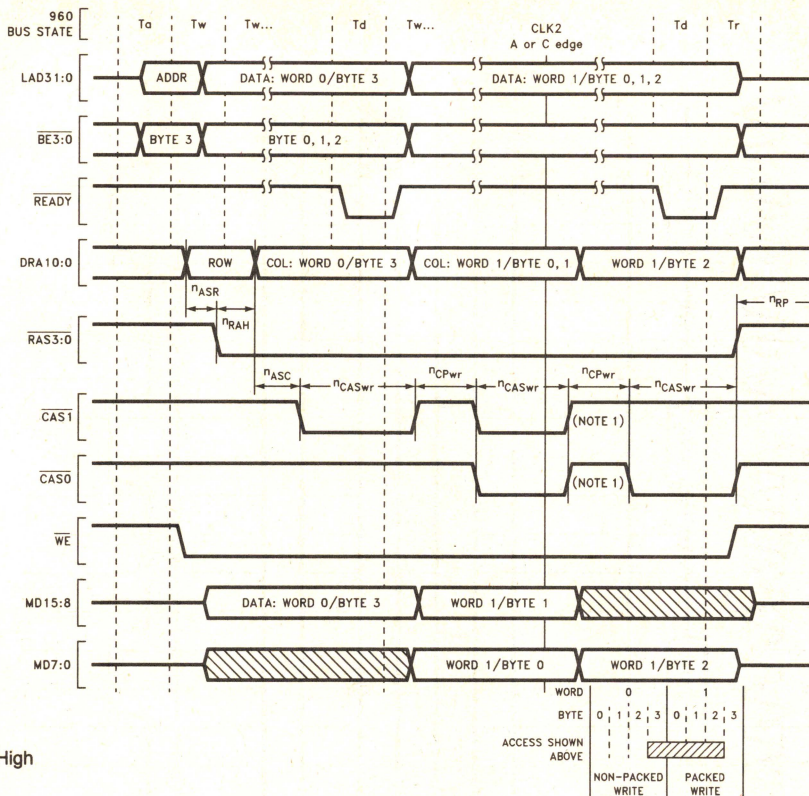 960
BUS STATE
Ta Tw Tw... Td Tw... CLK2 Td Tr
A or C edge
LAD31:0 ADDR DATA: WORD 0/BYTE 3 DATA: WORD 1/BYTE 0, 1, 2
BE3:0 BYTE 3 BYTE 0, 1, 2
READY
DRA10:0 ROW COL: WORD 0/BYTE 3 COL: WORD 1/BYTE 0, 1 WORD 1/BYTE 2
nASR nRAH nRP
RAS3:0
nASC nCASwr nCPwr nCASwr nCPwr nCASwr
CAS1 (NOTE 1)
CAS0 (NOTE 1)
WE
MD15:8 DATA: WORD 0/BYTE 3 WORD 1/BYTE 1
MD7:0 WORD 1/BYTE 0 WORD 1/BYTE 2
WORD 0 1
BYTE 0 1 2 3 0 1 2 3
ACCESS SHOWN
ABOVE
NON-PACKED PACKED
WRITE WRITE
High